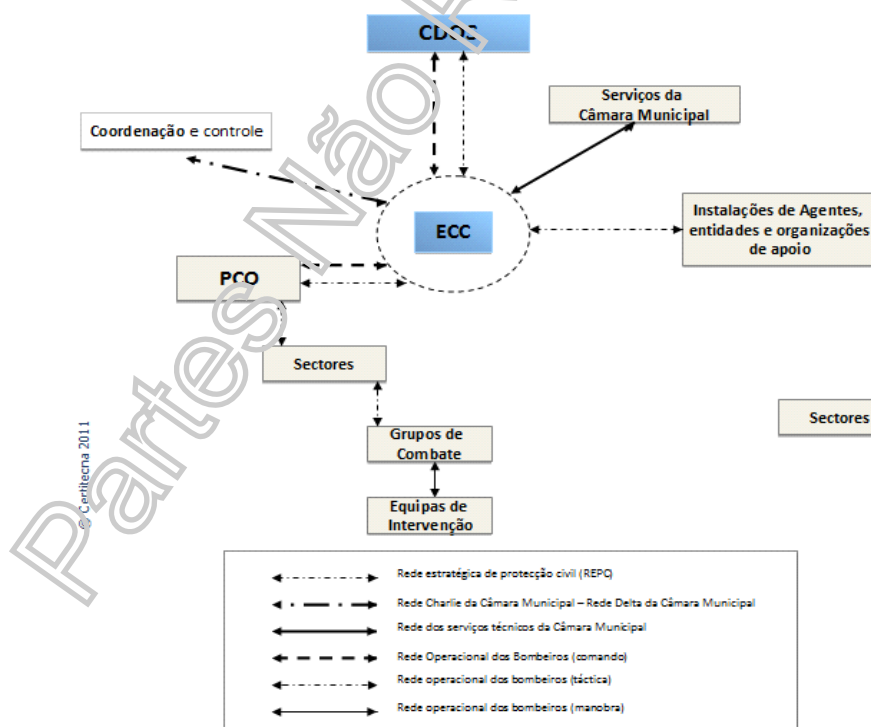 CDOS
Serviços da
Câmara Municipal
Coordenação e controle
ECC
Instalações de Agentes,
entidades e organizações
de apoio
PCO
Sectores
Sectores
Grupos de
Combate
Equipas de
Intervenção
@ Certitecna 2011
Partes Não
Rede estratégica de protecção civil (REPC)
Rede Charlie da Câmara Municipal – Rede Delta da Câmara Municipal
Rede dos serviços técnicos da Câmara Municipal
Rede Operacional dos Bombeiros (comando)
Rede operacional dos bombeiros (táctica)
Rede operacional dos bombeiros (manobra)